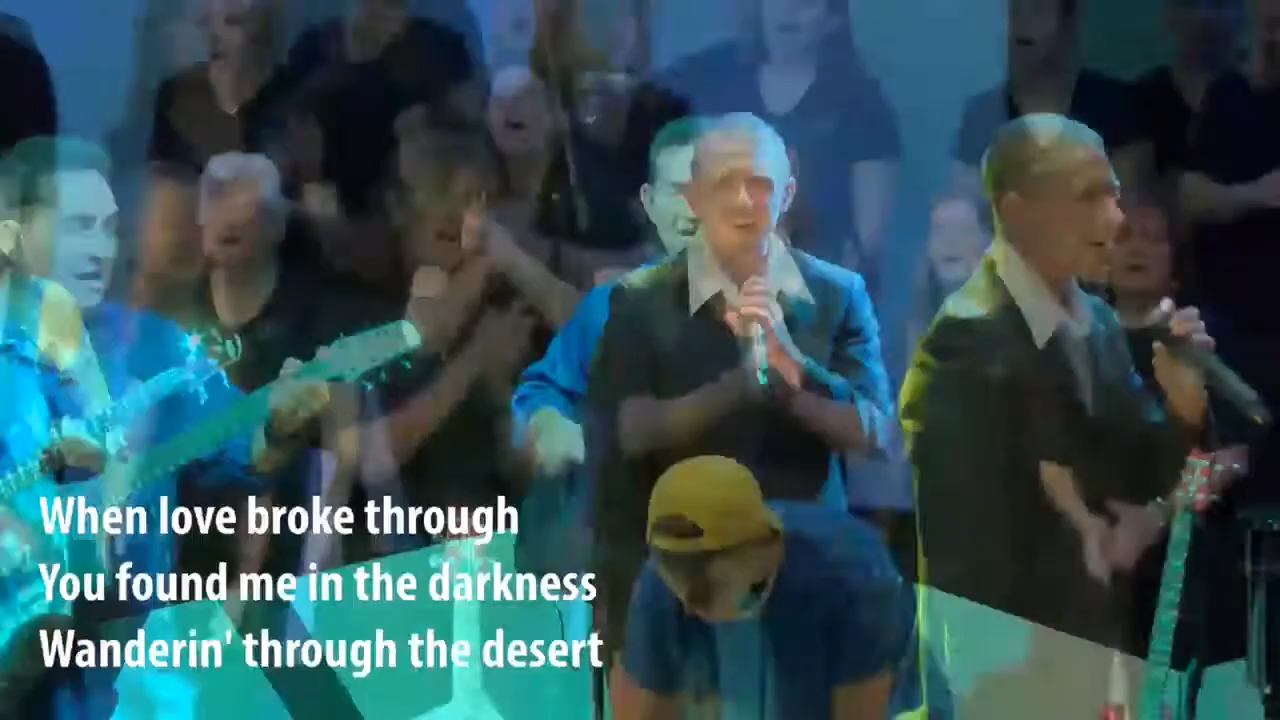 When love broke through
You found me in the darkness
Wanderin' through the desert